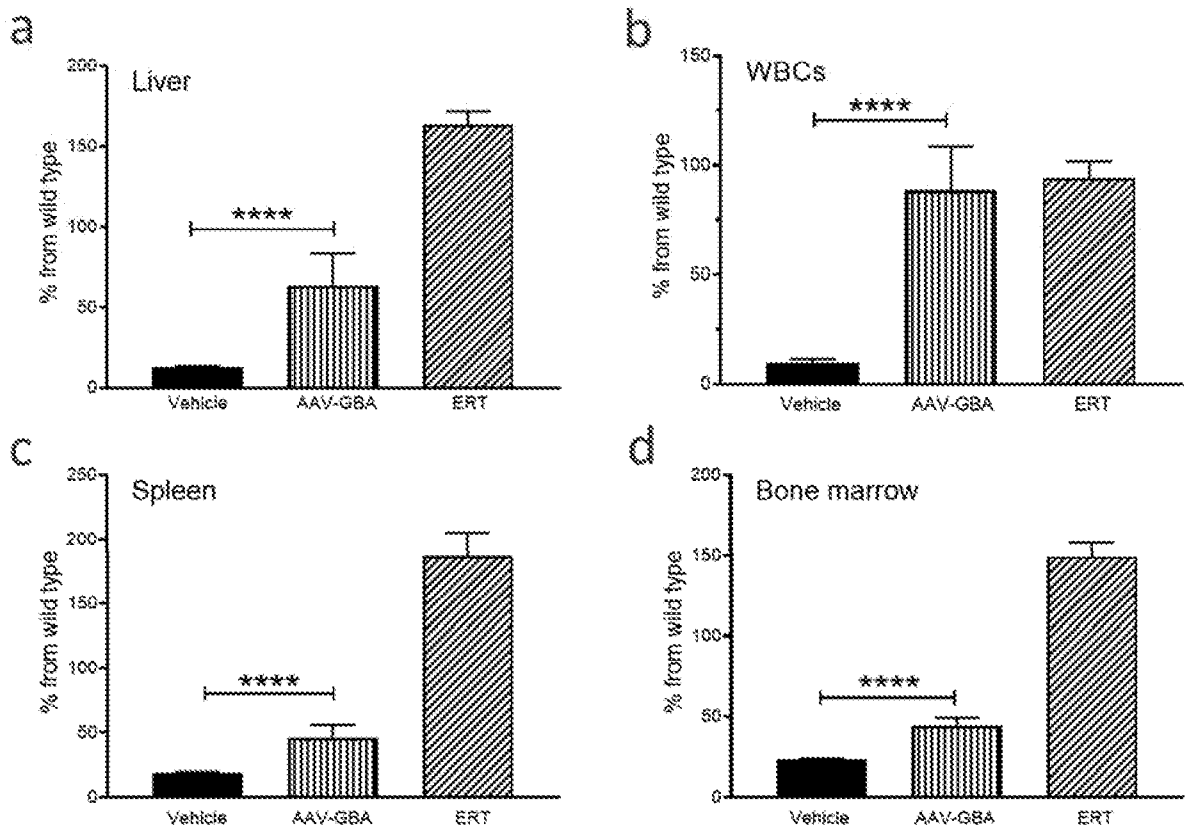 a
% from wild type
200
150
100
50
0
Liver
****
Vehicle AAV-GBA ERT
b
% from wild type
150
100
50
0
WBCs
****
Vehicle AAV-GBA ERT
c
% from wild type
250
200
150
100
50
0
Spleen
****
Vehicle AAV-GBA ERT
d
% from wild type
200
150
100
50
0
Bone marrow
****
Vehicle AAV-GBA ERT